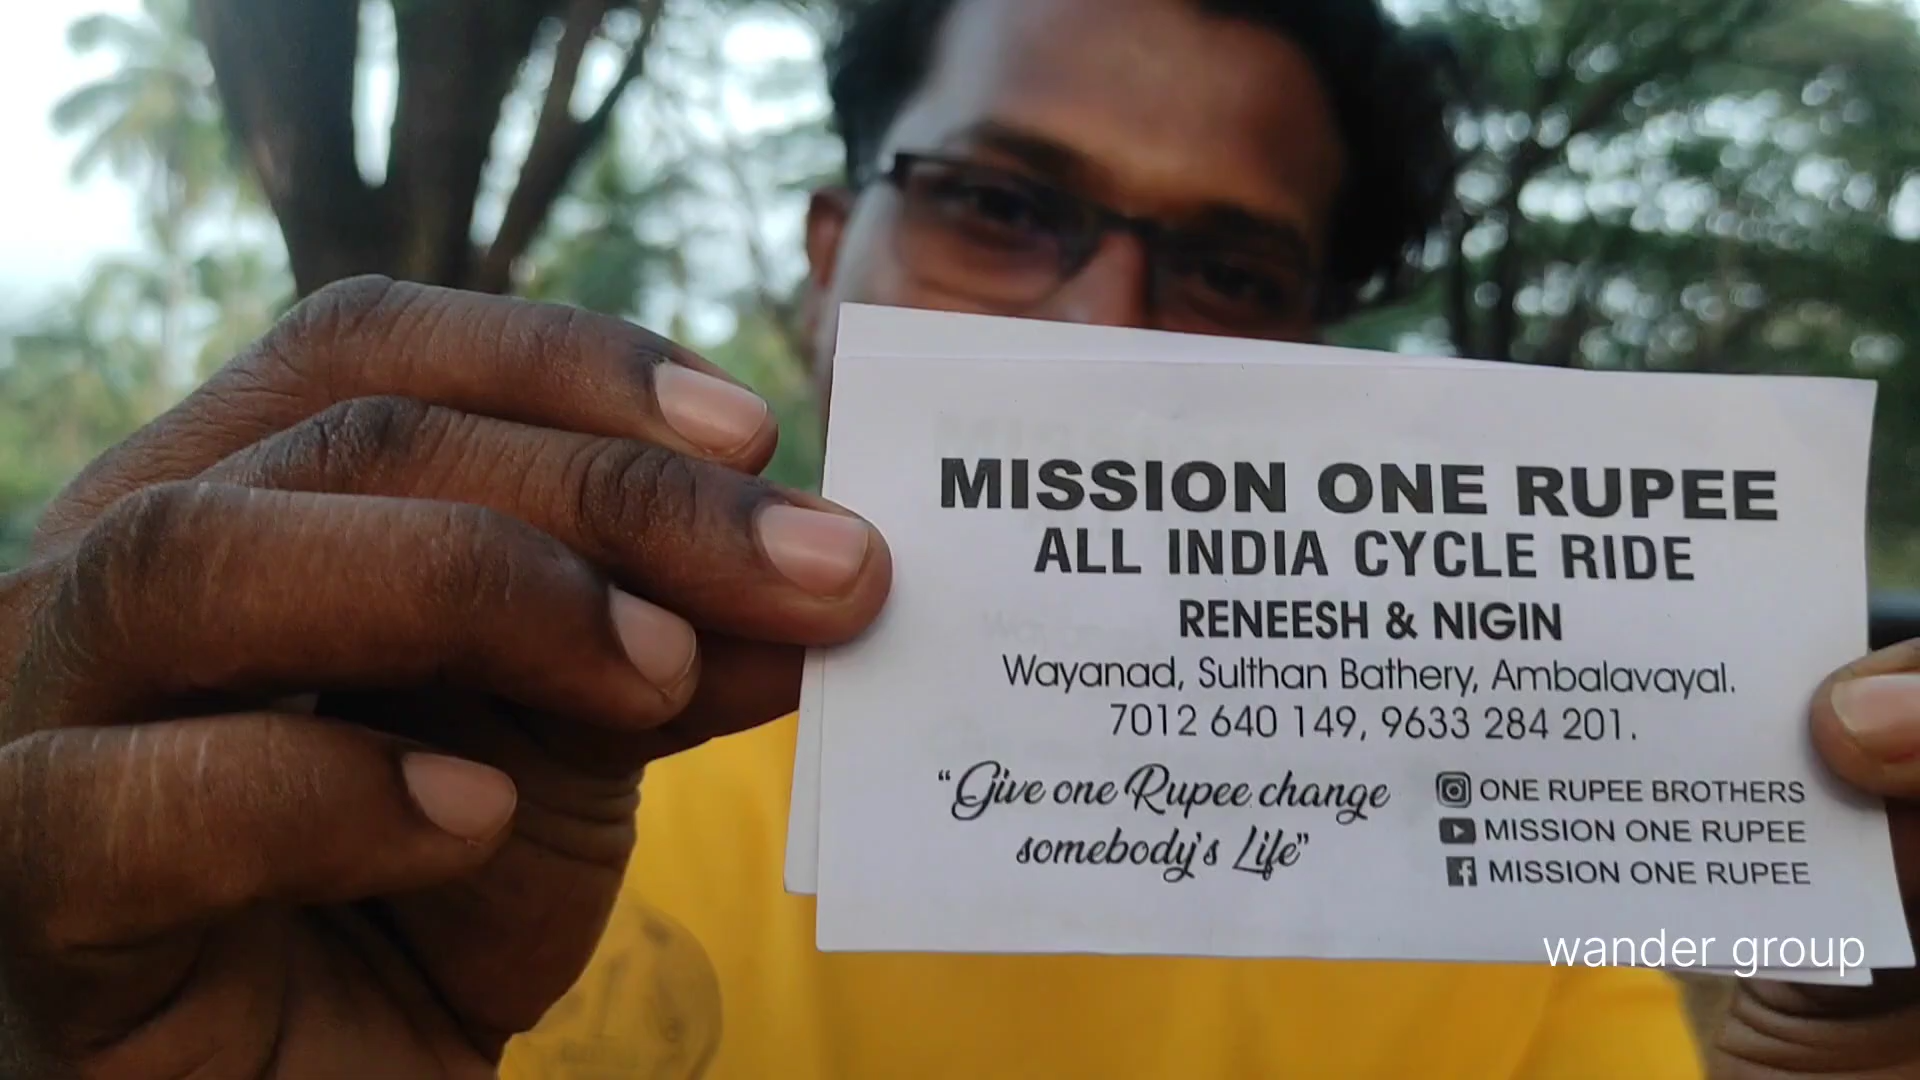 MISSION ONE RUPEE
ALL INDIA CYCLE RIDE
RENEESH & NIGIN
Wayanad, Sulthan Bathery, Ambalavayal.
7012 640 149, 9633 284 201.
“Give one Rupee change
somebody's Life”
ONE RUPEE BROTHERS
MISSION ONE RUPEE
MISSION ONE RUPEE
wander group